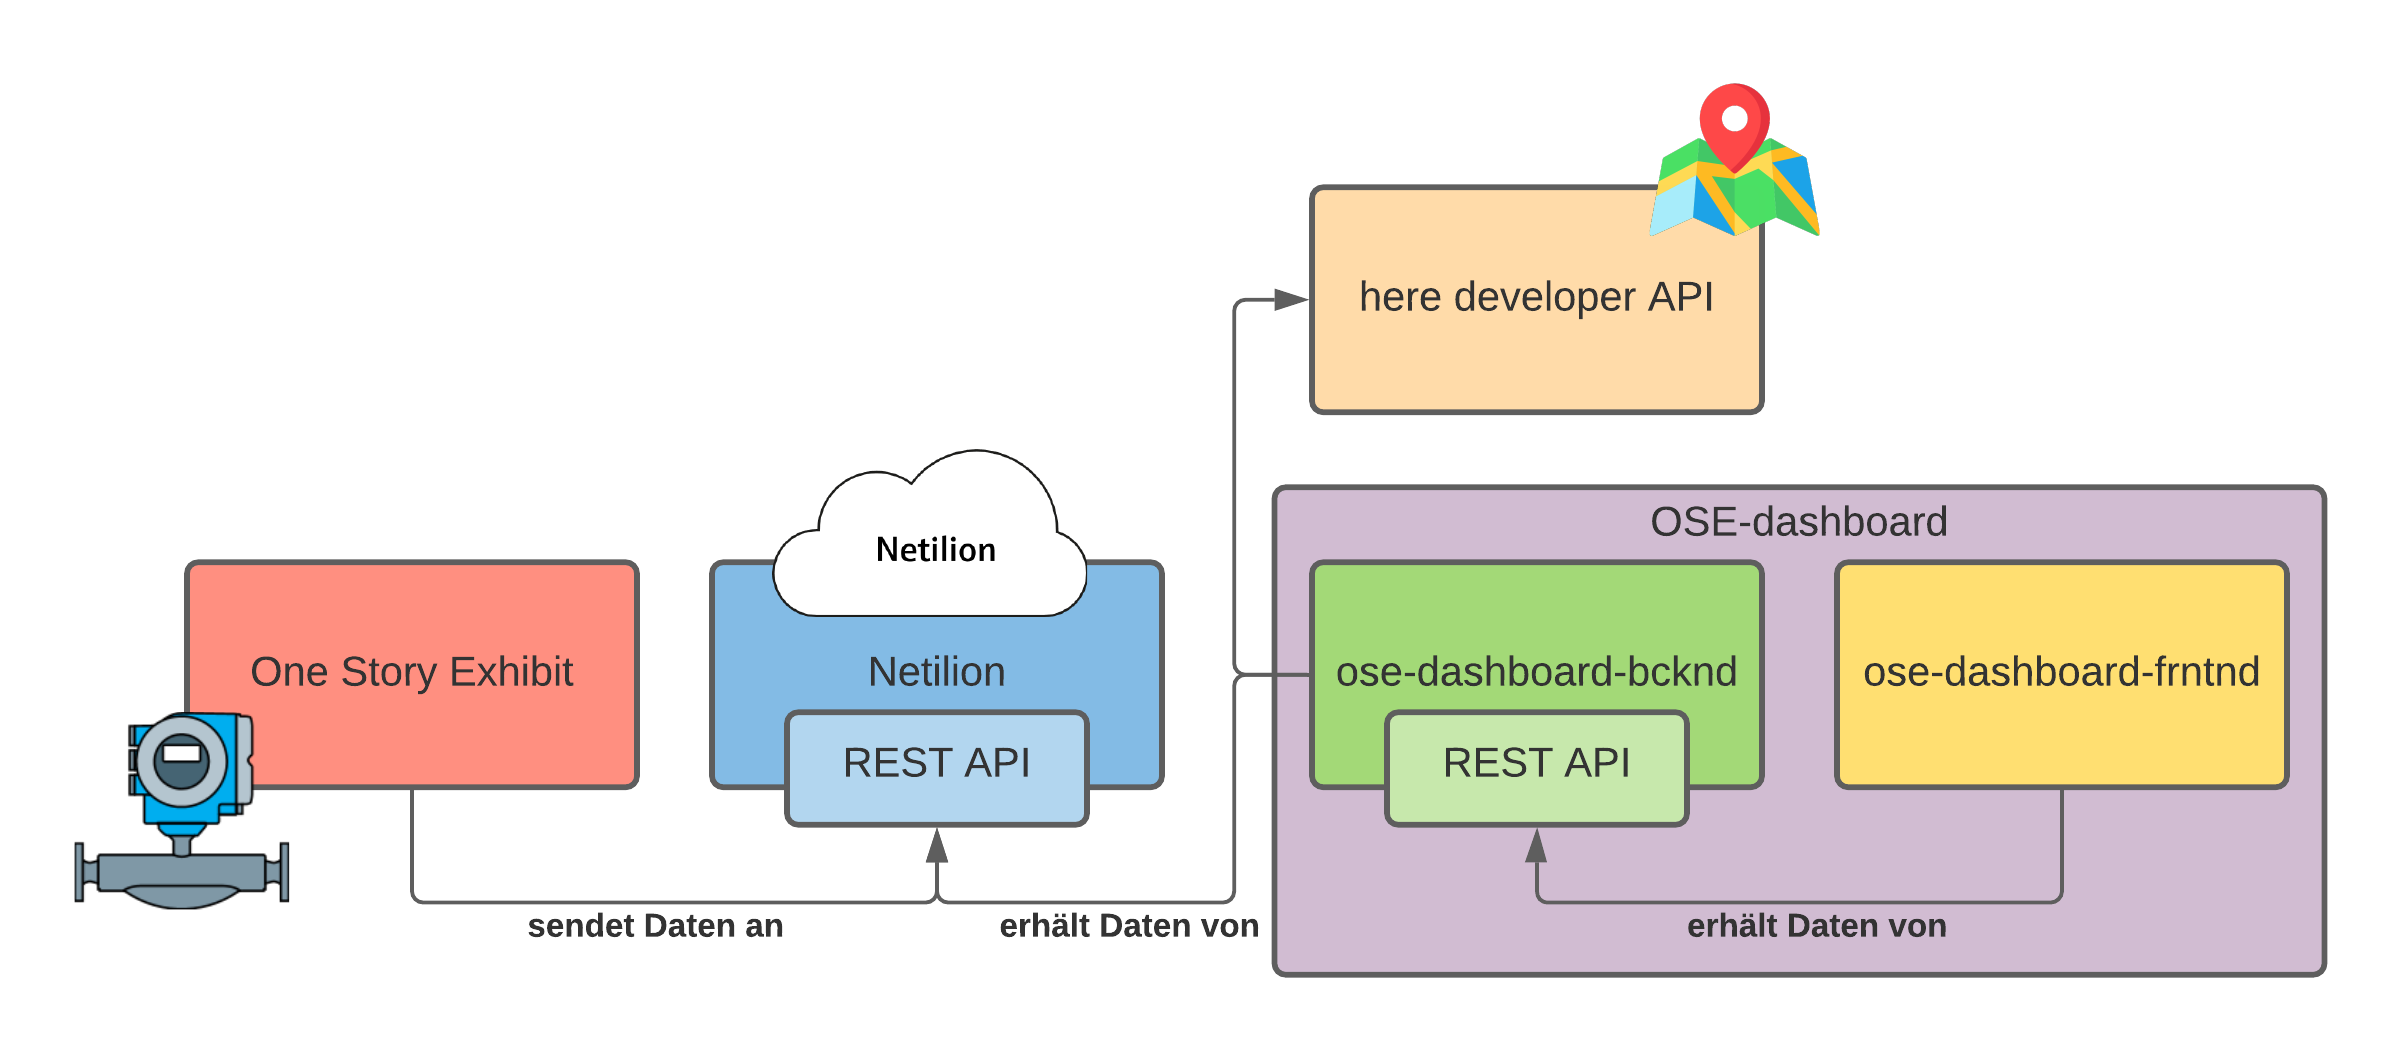 here developer API
OSE-dashboard
Netilion
One Story Exhibit
Netilion
REST API
ose-dashboard-bcknd
REST API
ose-dashboard-frntnd
sendet Daten an
erhält Daten von
erhält Daten von